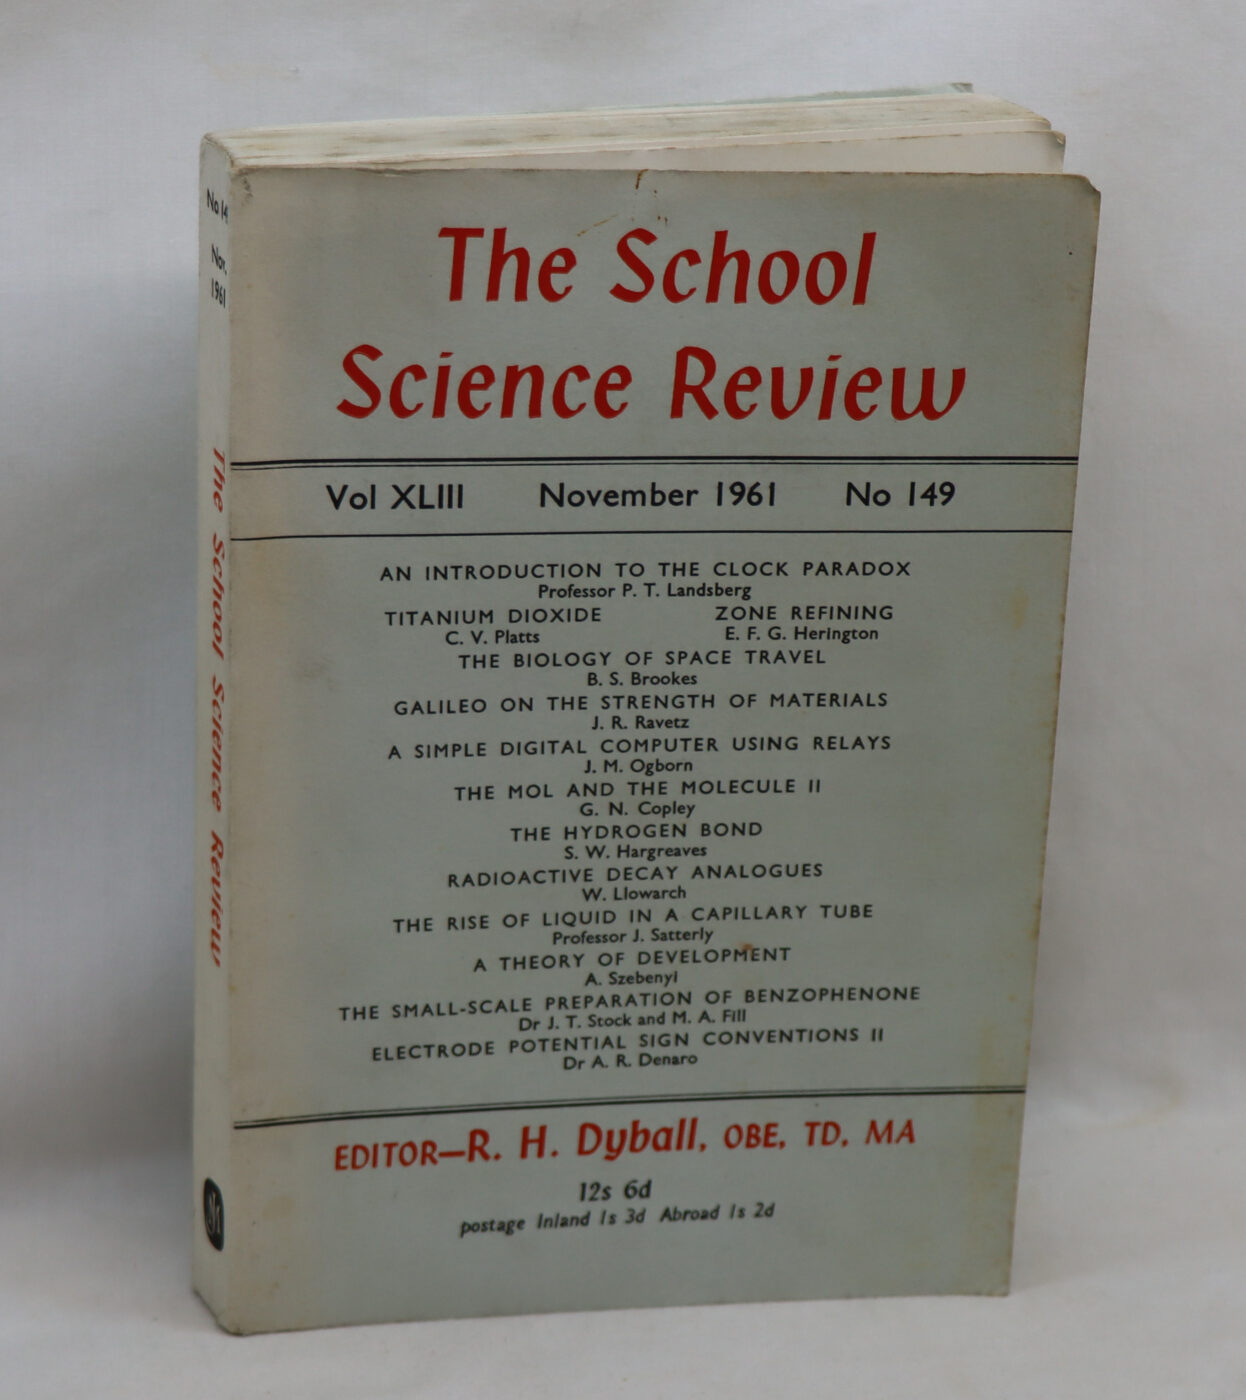 The School
Science Review
Vol XLIII November 1961 No 149
AN INTRODUCTION TO THE CLOCK PARADOX
Professor P. T. Landsberg
TITANIUM DIOXIDE ZONE REFINING
C. V. Platts E. F. G. Herington
THE BIOLOGY OF SPACE TRAVEL
B. S. Brookes
GALILEO ON THE STRENGTH OF MATERIALS
J. R. Ravetz
A SIMPLE DIGITAL COMPUTER USING RELAYS
J. M. Ogborn
THE MOL AND THE MOLECULE II
G. N. Copley
THE HYDROGEN BOND
S. W. Hargreaves
RADIOACTIVE DECAY ANALOGUES
W. Llowarch
THE RISE OF LIQUID IN A CAPILLARY TUBE
Professor J. Satterly
A THEORY OF DEVELOPMENT
A. Szebenyi
THE SMALL-SCALE PREPARATION OF BENZOPHENONE
Dr J. T. Stock and M. A. Fill
ELECTRODE POTENTIAL SIGN CONVENTIONS II
Dr A. R. Denaro
EDITOR—R. H. Dyball, OBE, TD, MA
12s 6d
postage Inland 1s 3d Abroad 1s 2d
No 14
Nov.
1961
The School Science Review